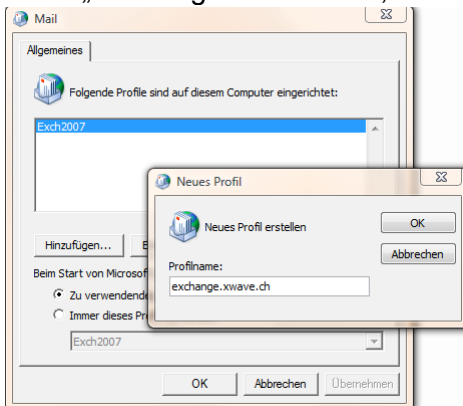 Mail
Allgemeines
Folgende Profile sind auf diesem Computer eingerichtet:
Exch2007
Neues Profil
Neues Profil erstellen
OK
Abbrechen
Profilname:
exchange.xwave.ch
Hinzufügen...
Beim Start von Microsof
Zu verwendende
Immer dieses Pr
Exch2007
OK Abbrechen Übernehmen